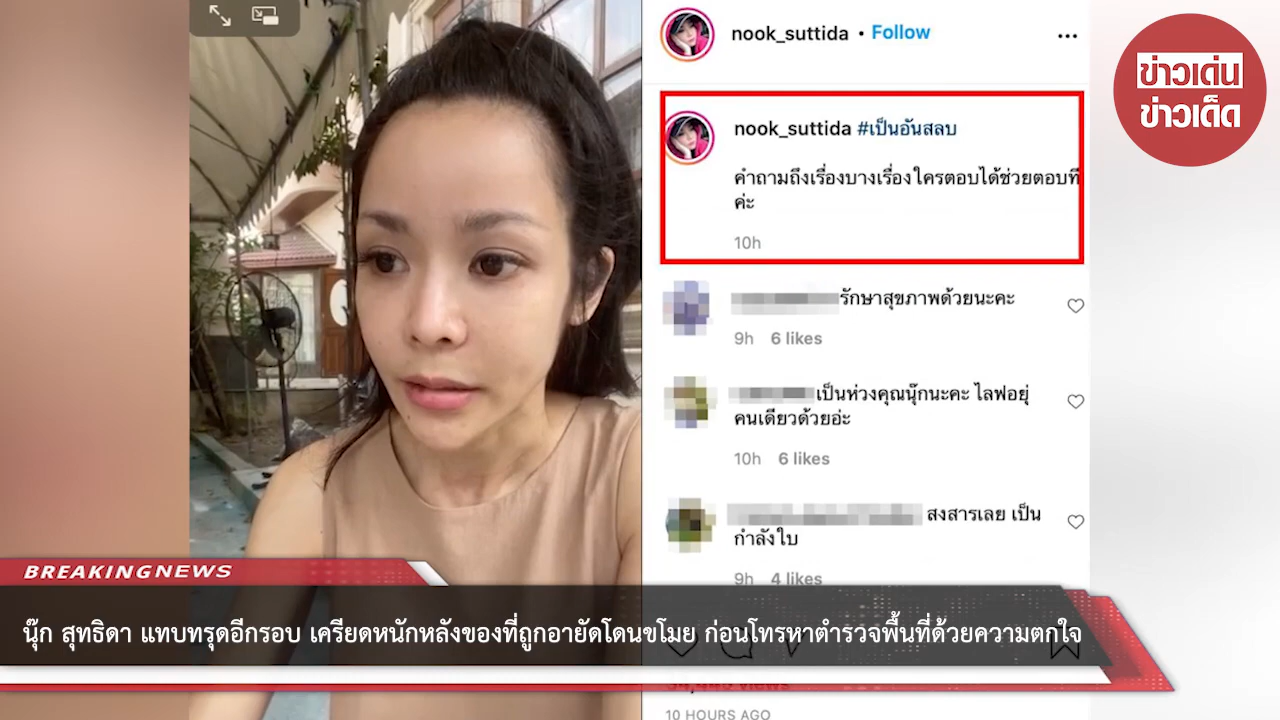 nook_suttida • Follow
ข่าวเด่น
ข่าวเด็ด
nook_suttida #เป็นอันสลบ
คำถามถึงเรื่องบางเรื่อง ใครตอบได้ช่วยตอบที
ค่ะ
10h
รักษาสุขภาพด้วยนะคะ
9h 6 likes
เป็นห่วงคุณนุ๊กนะคะ ไลฟอยุ่
คนเดียวด้วยอ่ะ
10h 6 likes
สงสารเลย เป็น
กำลังใบ
9h 4 likes
BREAKING NEWS
นุ๊ก สุทธิดา แทบทรุดอีกรอบ เครียดหนักหลังของที่ถูกอายัดโดนขโมย ก่อนโทรหาตำรวจพื้นที่ด้วยความตกใจ
views
10 HOURS AGO